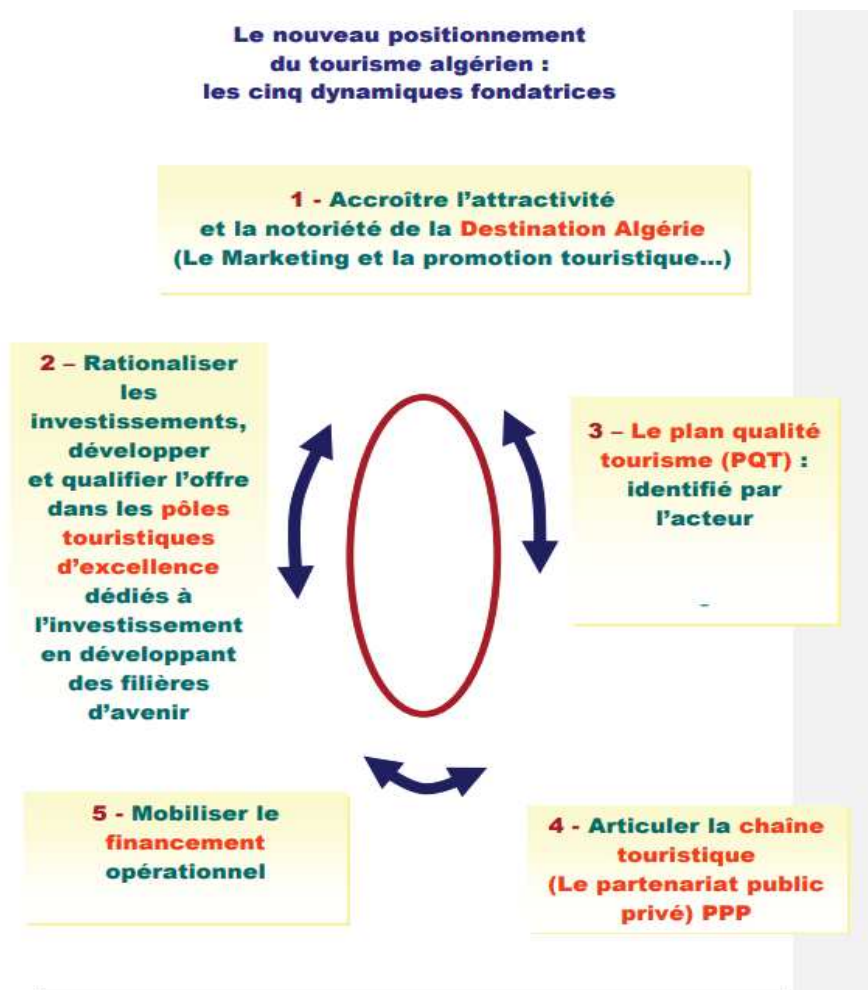 Le nouveau positionnement
du tourisme algérien :
les cinq dynamiques fondatrices
1 - Accroître l’attractivité
et la notoriété de la Destination Algérie
(Le Marketing et la promotion touristique...)
2 – Rationaliser
les
investissements,
développer
et qualifier l’offre
dans les pôles
touristiques
d’excellence
dédiés à
l’investissement
en développant
des filières
d’avenir
3 – Le plan qualité
tourisme (PQT) :
identifié par
l’acteur
-
5 - Mobiliser le
financement
opérationnel
4 - Articuler la chaîne
touristique
(Le partenariat public
privé) PPP